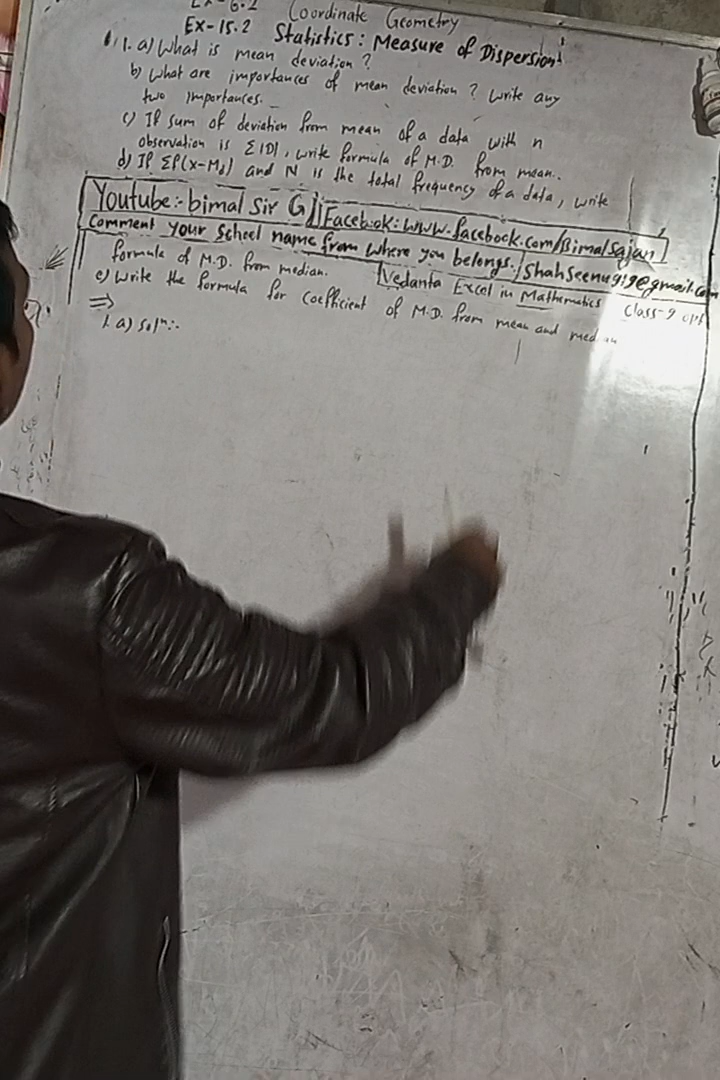 Ex-6.2 Coordinate Geometry
Ex-15.2 Statistics: Measure of Dispersion
1. a) What is mean deviation?
b) What are importances of mean deviation? Write any
two importances.
c) If sum of deviation from mean of a data with n
observation is Σ|D|, write formula of M.D. from mean.
d) If Σf(x-Md) and N is the total frequency of a data, write
Youtube:- bimal Sir G Facebook: www.facebook.com/Bimalsajan
Comment your school name from where you belongs. Shahseenu919@gmail.com
formula of M.D. from median. Vedanta Excel in Mathematics Class-9 opt
e) Write the formula for coefficient of M.D. from mean and median
⇒
1. a) solⁿ:-